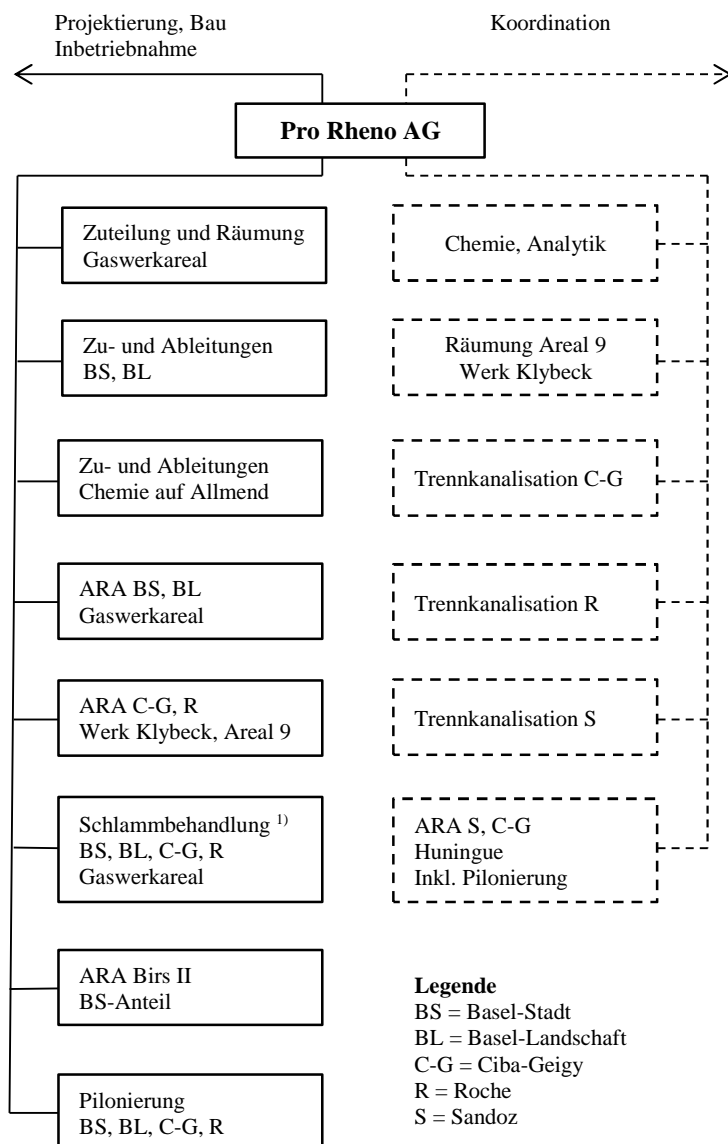 Projektierung, Bau
Inbetriebnahme
Koordination
Pro Rheno AG
Zuteilung und Räumung
Gaswerkareal
Zu- und Ableitungen
BS, BL
Zu- und Ableitungen
Chemie auf Allmend
ARA BS, BL
Gaswerkareal
ARA C-G, R
Werk Klybeck, Areal 9
Schlammbehandlung 1)
BS, BL, C-G, R
Gaswerkareal
ARA Birs II
BS-Anteil
Pilonierung
BS, BL, C-G, R
Chemie, Analytik
Räumung Areal 9
Werk Klybeck
Trennkanalisation C-G
Trennkanalisation R
Trennkanalisation S
ARA S, C-G
Huningue
Inkl. Pilonierung
Legende
BS = Basel-Stadt
BL = Basel-Landschaft
C-G = Ciba-Geigy
R = Roche
S = Sandoz